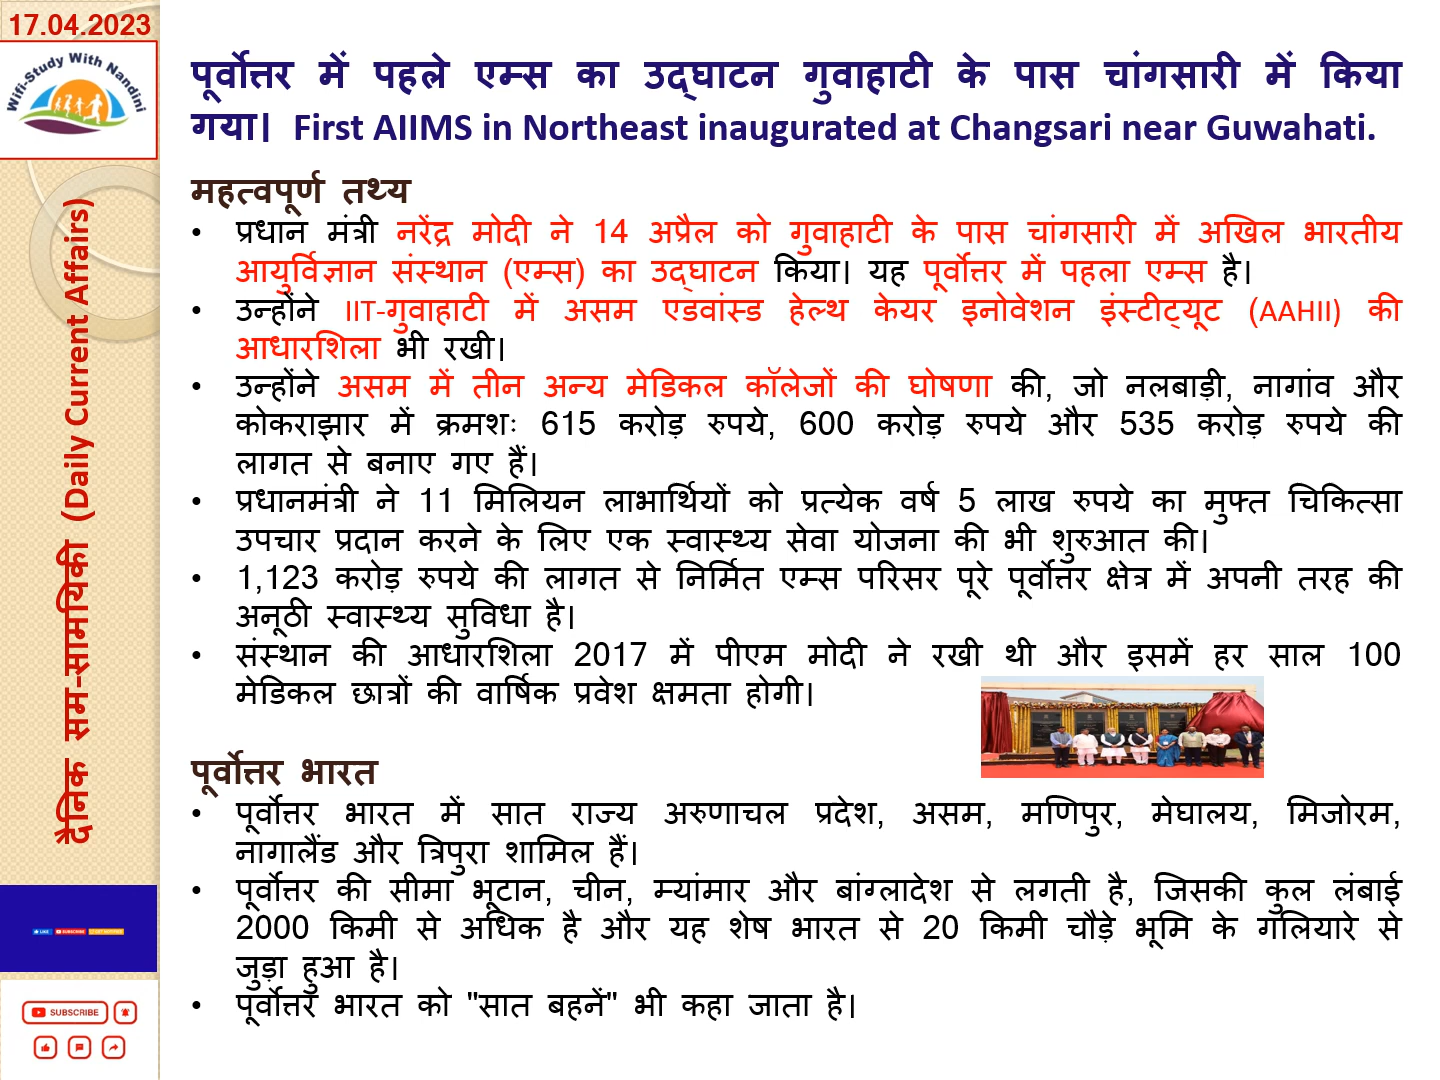 17.04.2023
Wifi-Study With Nandini
दैनिक सम-सामयिकी (Daily Current Affairs)
LIKE SUBSCRIBE
SUBSCRIBE
पूर्वोत्तर में पहले एम्स का उद्घाटन गुवाहाटी के पास चांगसारी में किया
गया। First AIIMS in Northeast inaugurated at Changsari near Guwahati.
महत्वपूर्ण तथ्य
• प्रधान मंत्री नरेंद्र मोदी ने 14 अप्रैल को गुवाहाटी के पास चांगसारी में अखिल भारतीय
आयुर्विज्ञान संस्थान (एम्स) का उद्घाटन किया। यह पूर्वोत्तर में पहला एम्स है।
• उन्होंने IIT-गुवाहाटी में असम एडवांस्ड हेल्थ केयर इनोवेशन इंस्टीट्यूट (AAHII) की
आधारशिला भी रखी।
• उन्होंने असम में तीन अन्य मेडिकल कॉलेजों की घोषणा की, जो नलबाड़ी, नागांव और
कोकराझार में क्रमशः 615 करोड़ रुपये, 600 करोड़ रुपये और 535 करोड़ रुपये की
लागत से बनाए गए हैं।
• प्रधानमंत्री ने 11 मिलियन लाभार्थियों को प्रत्येक वर्ष 5 लाख रुपये का मुफ्त चिकित्सा
उपचार प्रदान करने के लिए एक स्वास्थ्य सेवा योजना की भी शुरुआत की।
• 1,123 करोड़ रुपये की लागत से निर्मित एम्स परिसर पूरे पूर्वोत्तर क्षेत्र में अपनी तरह की
अनूठी स्वास्थ्य सुविधा है।
• संस्थान की आधारशिला 2017 में पीएम मोदी ने रखी थी और इसमें हर साल 100
मेडिकल छात्रों की वार्षिक प्रवेश क्षमता होगी।
पूर्वोत्तर भारत
• पूर्वोत्तर भारत में सात राज्य अरुणाचल प्रदेश, असम, मणिपुर, मेघालय, मिजोरम,
नागालैंड और त्रिपुरा शामिल हैं।
• पूर्वोत्तर की सीमा भूटान, चीन, म्यांमार और बांग्लादेश से लगती है, जिसकी कुल लंबाई
2000 किमी से अधिक है और यह शेष भारत से 20 किमी चौड़े भूमि के गलियारे से
जुड़ा हुआ है।
• पूर्वोत्तर भारत को "सात बहनें" भी कहा जाता है।